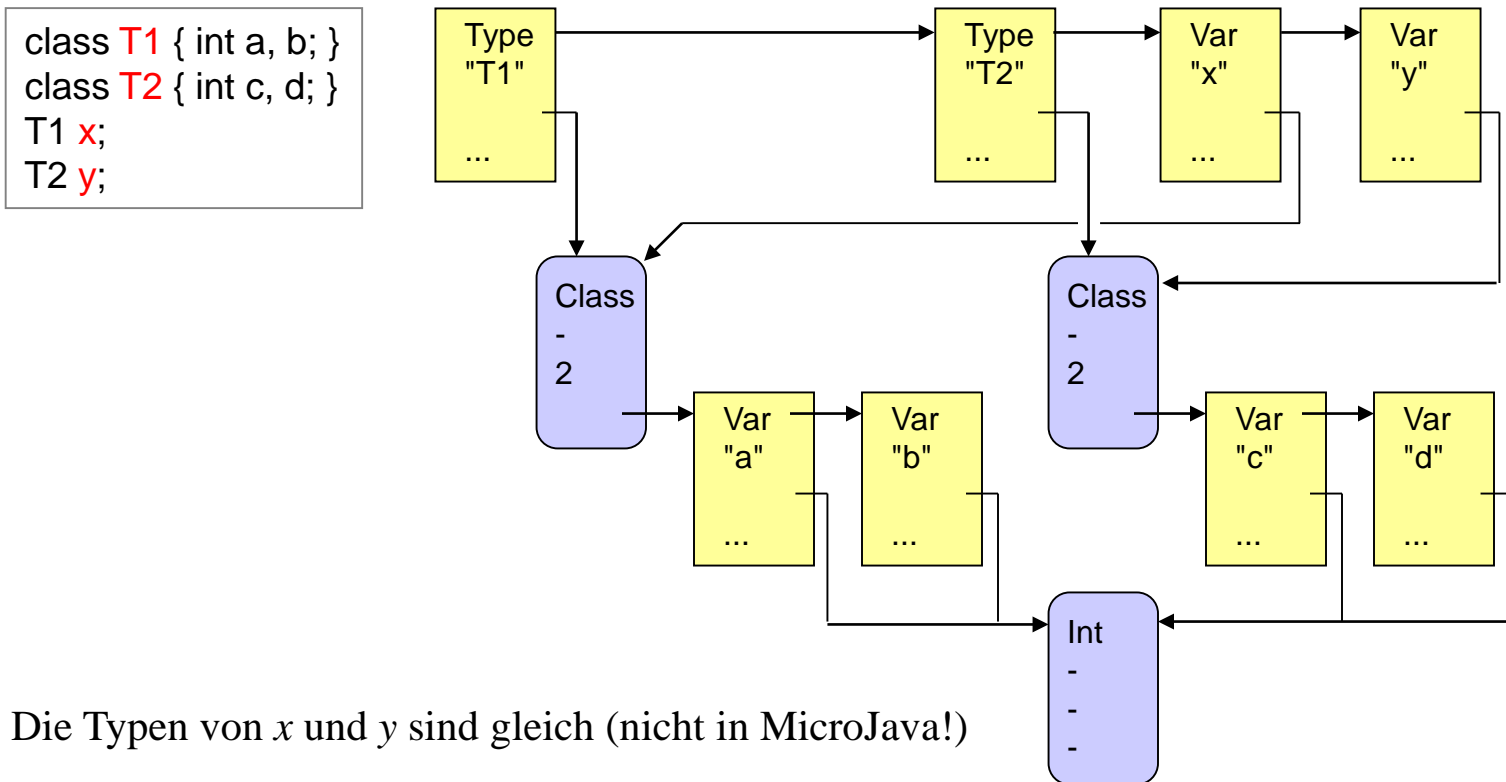 class T1 { int a, b; }
class T2 { int c, d; }
T1 x;
T2 y;
Type
"T1"
...
Type
"T2"
...
Var
"x"
...
Var
"y"
...
Class
-
2
Class
-
2
Var
"a"
...
Var
"b"
...
Var
"c"
...
Var
"d"
...
Int
-
-
-
Die Typen von x und y sind gleich (nicht in MicroJava!)